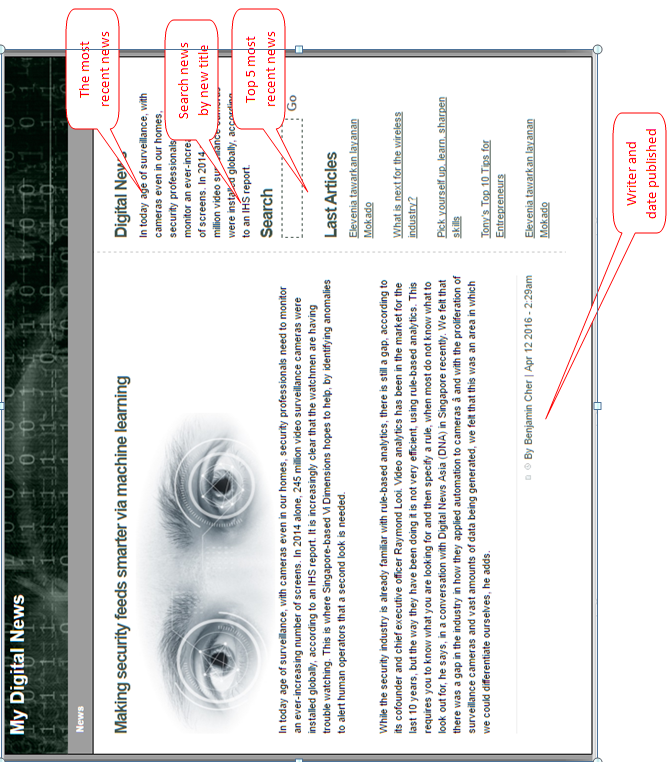 My Digital News
News
Making security feeds smarter via machine learning
In today age of surveillance, with cameras even in our homes, security professionals need to monitor
an ever-increasing number of screens. In 2014 alone, 245 million video surveillance cameras were
installed globally, according to an IHS report. It is increasingly clear that the watchmen are having
trouble watching. This is where Singapore-based Vi Dimensions hopes to help, by identifying anomalies
to alert human operators that a second look is needed.
While the security industry is already familiar with rule-based analytics, there is still a gap, according to
its cofounder and chief executive officer Raymond Looi. Video analytics has been in the market for the
last 10 years, but the way they have been doing it is not very efficient, using rule-based analytics. This
requires you to know what you are looking for and then specify a rule, when most do not know what to
look out for, he says, in a conversation with Digital News Asia (DNA) in Singapore recently. We felt that
there was a gap in the industry in how they applied automation to cameras â and with the proliferation of
surveillance cameras and vast amounts of data being generated, we felt that this was an area in which
we could differentiate ourselves, he adds.
By Benjamin Cher | Apr 12 2016 - 2:29am
Digital News
In today age of surveillance, with
cameras even in our homes,
security professionals
monitor an ever-increa
of screens. In 2014
million video surveillance cameras
were installed globally, according
to an IHS report.
Search
Go
Last Articles
Elevenia tawarkan layanan
Mokado
What is next for the wireless
industry?
Pick yourself up, learn, sharpen
skills
Tony's Top 10 Tips for
Entrepreneurs
Elevenia tawarkan layanan
Mokado
The most
recent news
Search news
by new title
Top 5 most
recent news
Writer and
date published